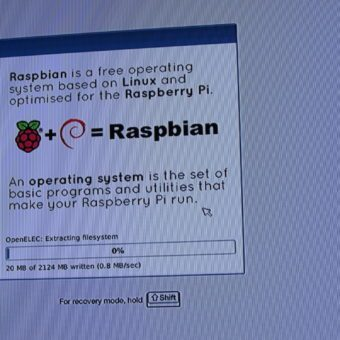 Raspbian is a free operating
system based on Linux and
optimised for the Raspberry Pi.
+ = Raspbian
An operating system is the set of
basic programs and utilities that
make your Raspberry Pi run.
OpenELEC: Extracting filesystem
0%
20 MB of 2124 MB written (0.8 MB/sec)
For recovery mode, hold ⇧Shift